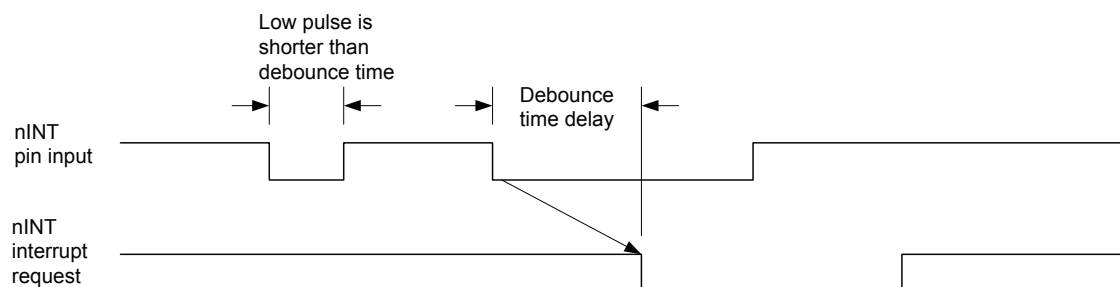 Low pulse is
shorter than
debounce time
Debounce
time delay
nINT
pin input
nINT
interrupt
request